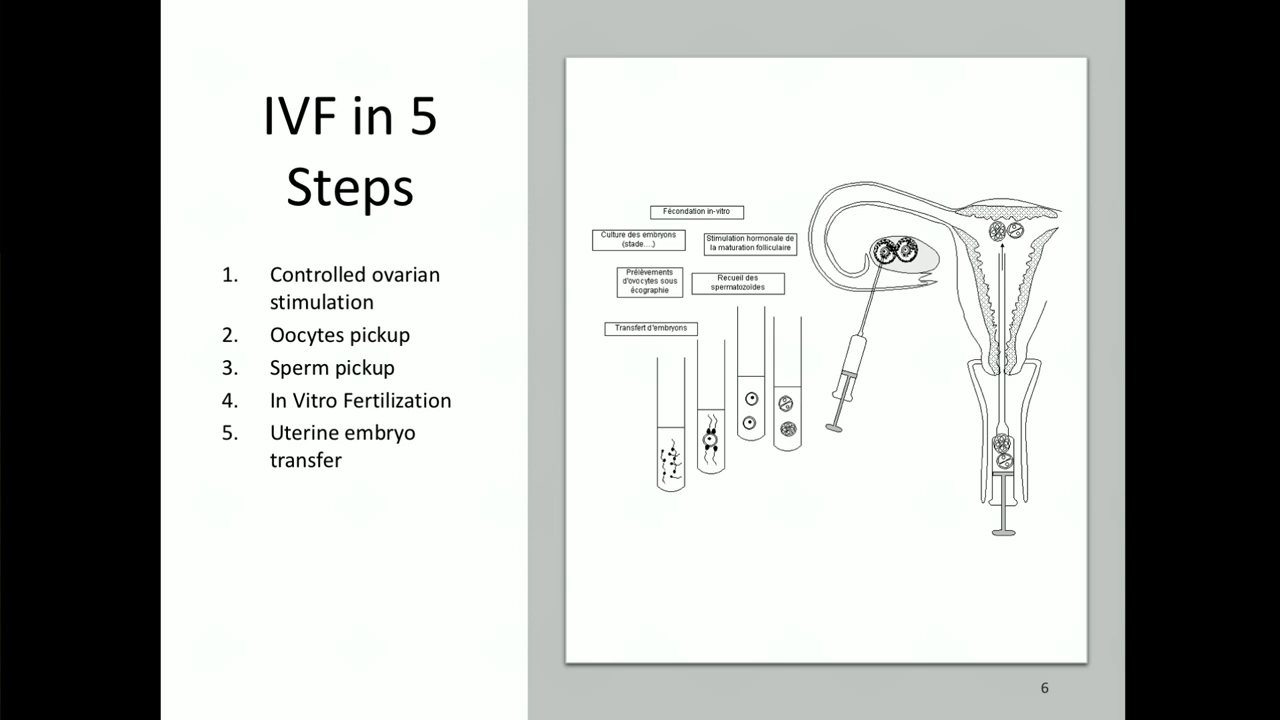 IVF in 5
Steps
1. Controlled ovarian
stimulation
2. Oocytes pickup
3. Sperm pickup
4. In Vitro Fertilization
5. Uterine embryo
transfer
Fécondation in-vitro
Culture des embryons
(stade....)
Stimulation hormonale de
la maturation folliculaire
Prélèvements
d'ovocytes sous
écographie
Recueil des
spermatozoïdes
Transfert d'embryons
6